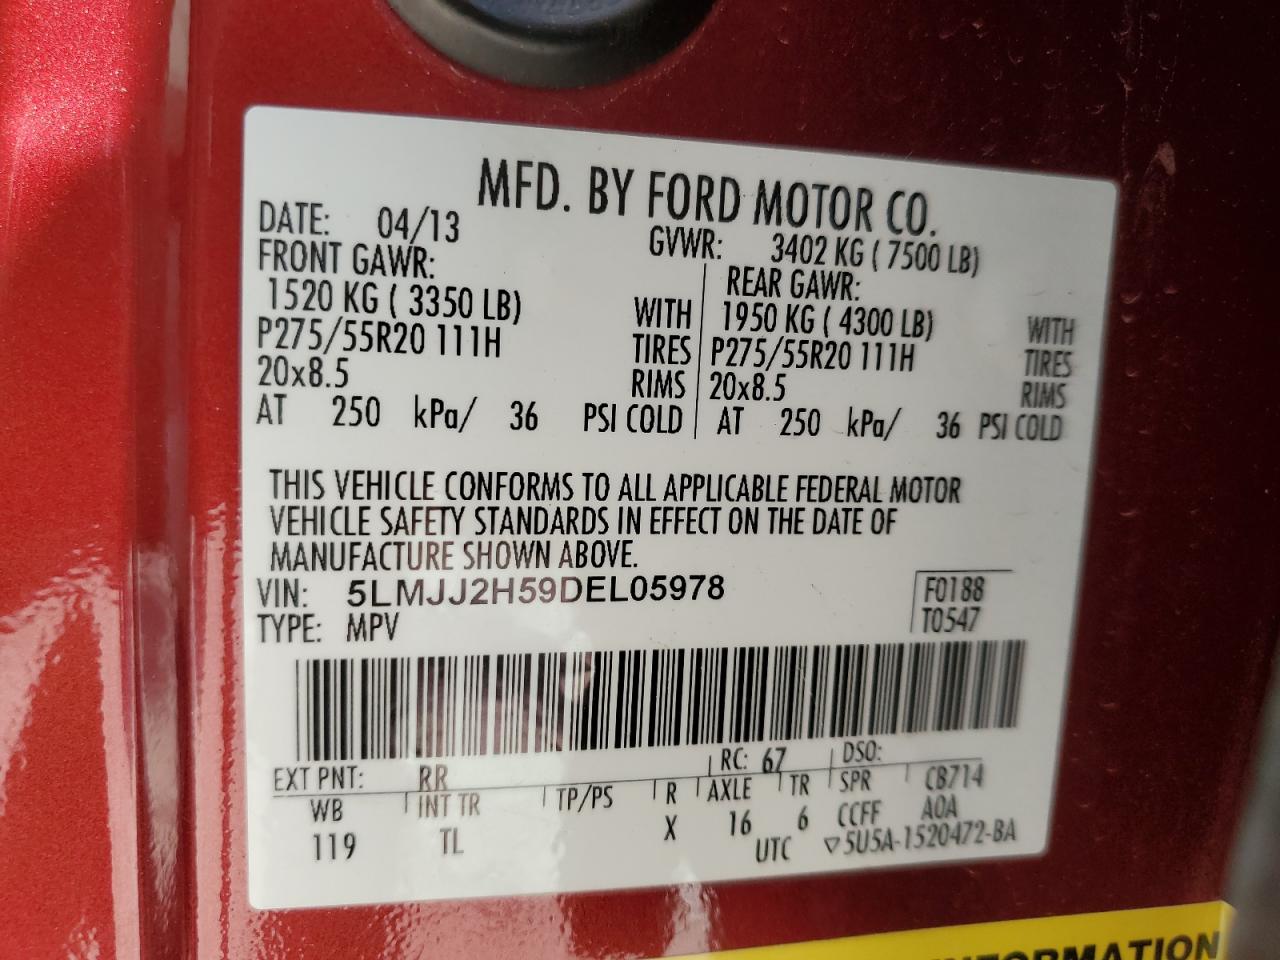 MFD. BY FORD MOTOR CO.
DATE: 04/13 GVWR: 3402 KG ( 7500 LB)
FRONT GAWR: REAR GAWR:
1520 KG ( 3350 LB) WITH 1950 KG ( 4300 LB) WITH
P275/55R20 111H TIRES P275/55R20 111H TIRES
20x8.5 RIMS 20x8.5 RIMS
AT 250 kPa/ 36 PSI COLD AT 250 kPa/ 36 PSI COLD
THIS VEHICLE CONFORMS TO ALL APPLICABLE FEDERAL MOTOR
VEHICLE SAFETY STANDARDS IN EFFECT ON THE DATE OF
MANUFACTURE SHOWN ABOVE.
VIN: 5LMJJ2H59DEL05978 F0188
TYPE: MPV T0547
EXT PNT: RR RC: 67 DSO:
WB INT TR TP/PS R AXLE TR SPR CB714
119 TL X 16 6 CCFF AOA
UTC ▽5U5A-1520472-BA
INFORMATION